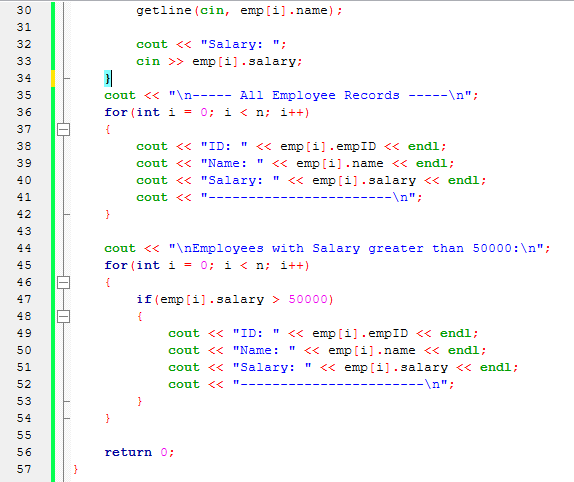 30 getline(cin, emp[i].name);
31
32 cout << "Salary: ";
33 cin >> emp[i].salary;
34 }
35 cout << "\n----- All Employee Records -----\n";
36 for(int i = 0; i < n; i++)
37 {
38 cout << "ID: " << emp[i].empID << endl;
39 cout << "Name: " << emp[i].name << endl;
40 cout << "Salary: " << emp[i].salary << endl;
41 cout << "-----------------------\n";
42 }
43
44 cout << "\nEmployees with Salary greater than 50000:\n";
45 for(int i = 0; i < n; i++)
46 {
47 if(emp[i].salary > 50000)
48 {
49 cout << "ID: " << emp[i].empID << endl;
50 cout << "Name: " << emp[i].name << endl;
51 cout << "Salary: " << emp[i].salary << endl;
52 cout << "-----------------------\n";
53 }
54 }
55
56 return 0;
57 }